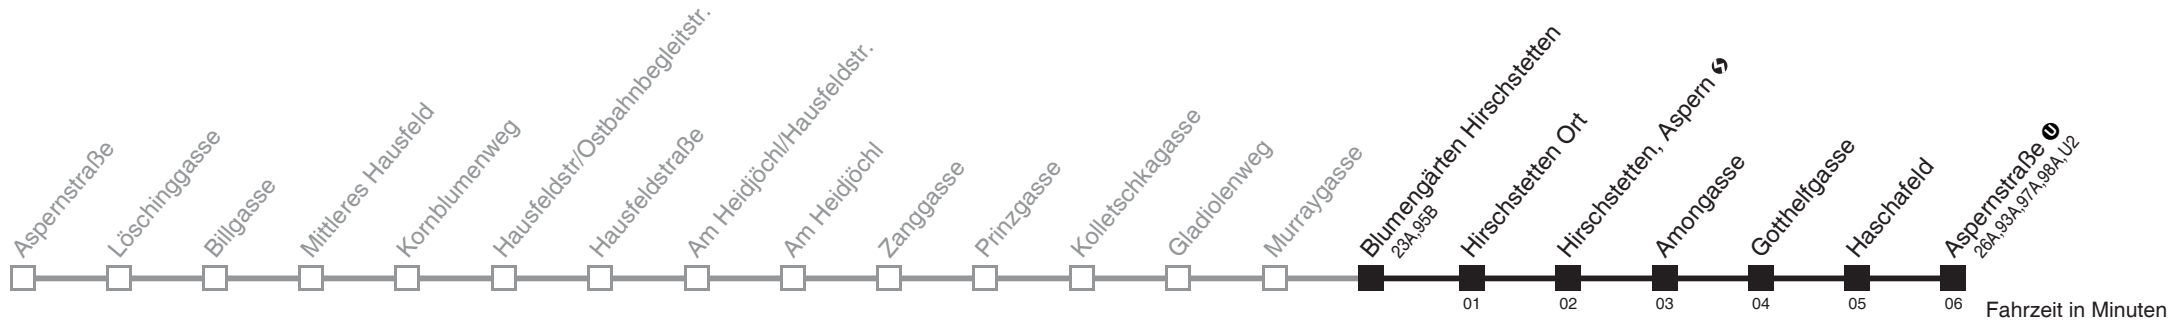 Aspernstraße
Löschinggasse
Billgasse
Mittleres Hausfeld
Kornblumenweg
Hausfeldstr/Ostbahnbegleitstr.
Hausfeldstraße
Am Heidjöchl/Hausfeldstr.
Am Heidjöchl
Zanggasse
Prinzgasse
Kolletschkagasse
Gladiolenweg
Murraygasse
Blumengärten Hirschstetten
23A,95B
Hirschstetten Ort
Hirschstetten, Aspern
Amongasse
Gotthelfgasse
Haschafeld
Aspernstraße U
26A,93A,97A,98A,U2
01 02 03 04 05 06 Fahrzeit in Minuten